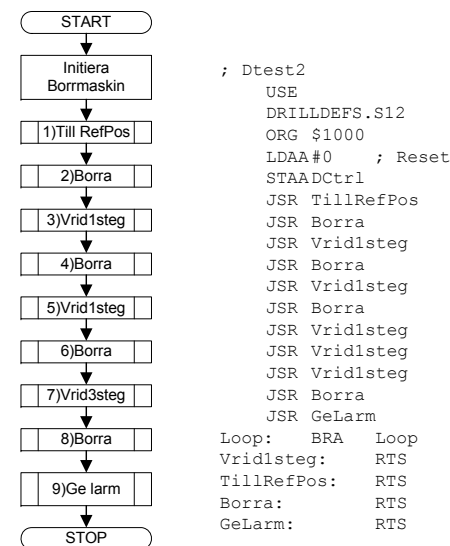 START
Initiera
Borrmaskin
1)Till RefPos
2)Borra
3)Vrid1steg
4)Borra
5)Vrid1steg
6)Borra
7)Vrid3steg
8)Borra
9)Ge larm
STOP
; Dtest2
USE
DRILLDEFS.S12
ORG $1000
LDAA#0 ; Reset
STAADCtrl
JSR TillRefPos
JSR Borra
JSR Vrid1steg
JSR Borra
JSR Vrid1steg
JSR Borra
JSR Vrid1steg
JSR Vrid1steg
JSR Vrid1steg
JSR Borra
JSR GeLarm
Loop: BRA Loop
Vrid1steg: RTS
TillRefPos: RTS
Borra: RTS
GeLarm: RTS